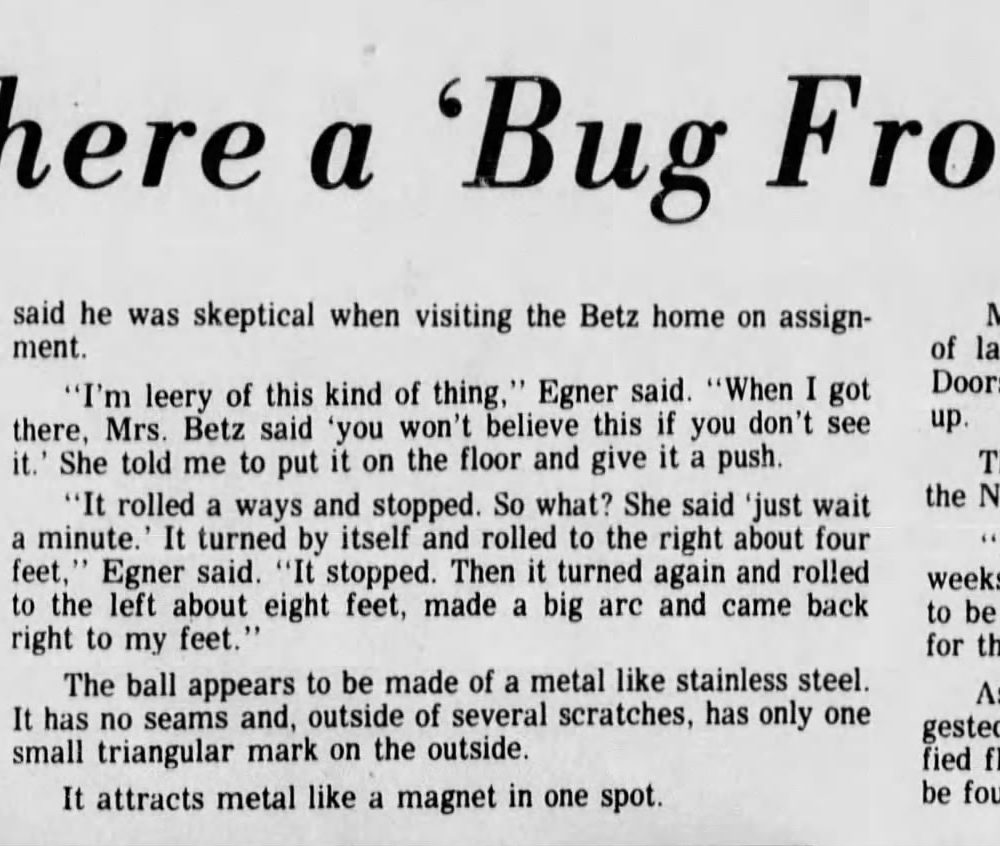 here a ‘Bug Fro
said he was skeptical when visiting the Betz home on assign-
ment.
“I'm leery of this kind of thing,” Egner said. “When I got
there, Mrs. Betz said ‘you won't believe this if you don't see
it.’ She told me to put it on the floor and give it a push.
“It rolled a ways and stopped. So what? She said ‘just wait
a minute.’ It turned by itself and rolled to the right about four
feet,” Egner said. “It stopped. Then it turned again and rolled
to the left about eight feet, made a big arc and came back
right to my feet.”
The ball appears to be made of a metal like stainless steel.
It has no seams and, outside of several scratches, has only one
small triangular mark on the outside.
It attracts metal like a magnet in one spot.
of la
Door
up.
the N
“
weeks
to be
for th
As
gested
fied fl
be fou